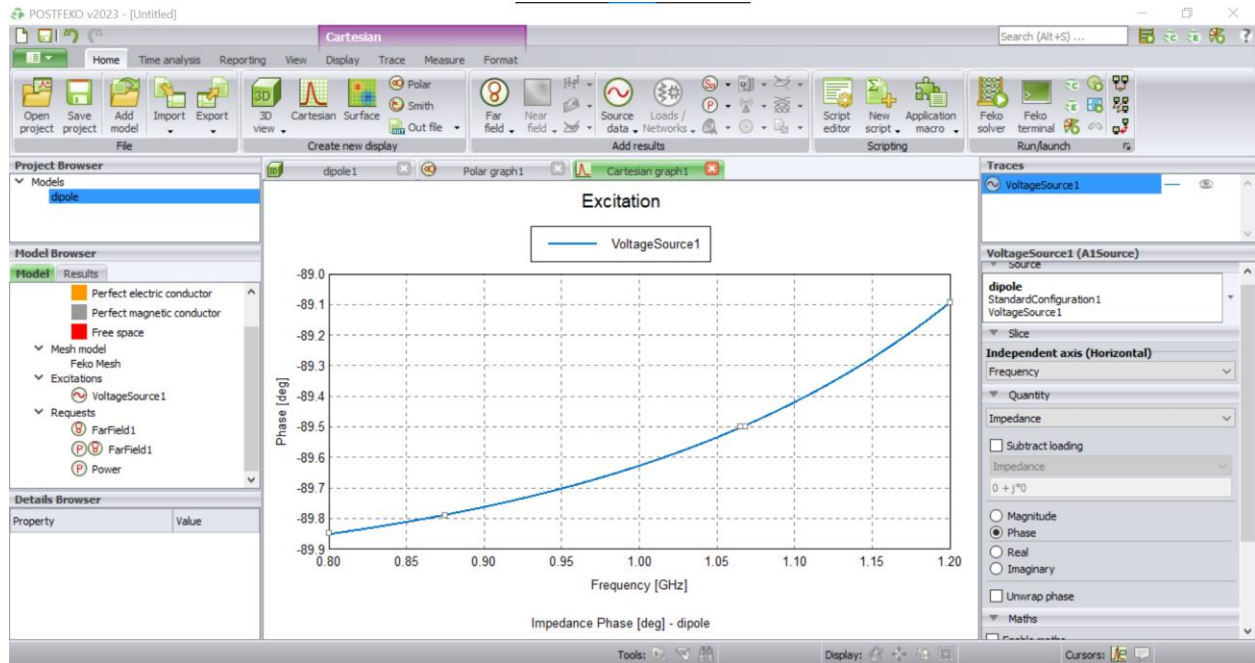 POSTFEKO v2023 - [Untitled]
Cartesian
Search (Alt+S) ...
Home Time analysis Reporting View Display Trace Measure Format
Open project
Save project
Add model
Import
Export
File
3D view
Cartesian
Surface
Polar
Smith
Out file
Create new display
Far field
Near field
Source data
Loads / Networks
Add results
Script editor
New script
Application macro
Scripting
Feko solver
Feko terminal
Run/launch
Project Browser
Models
dipole
Model Browser
Model Results
Perfect electric conductor
Perfect magnetic conductor
Free space
Mesh model
Feko Mesh
Excitations
VoltageSource1
Requests
FarField1
FarField1
Power
Details Browser
Property Value
dipole1 Polar graph1 Cartesian graph1
Excitation
VoltageSource1
Phase [deg]
-89.0
-89.1
-89.2
-89.3
-89.4
-89.5
-89.6
-89.7
-89.8
-89.9
0.80 0.85 0.90 0.95 1.00 1.05 1.10 1.15 1.20
Frequency [GHz]
Impedance Phase [deg] - dipole
Traces
VoltageSource1
VoltageSource1 (A1Source)
Source
dipole
StandardConfiguration1
VoltageSource1
Slice
Independent axis (Horizontal)
Frequency
Quantity
Impedance
Subtract loading
Impedance
0 + j*0
Magnitude
Phase
Real
Imaginary
Unwrap phase
Maths
Tools: Display: Cursors: